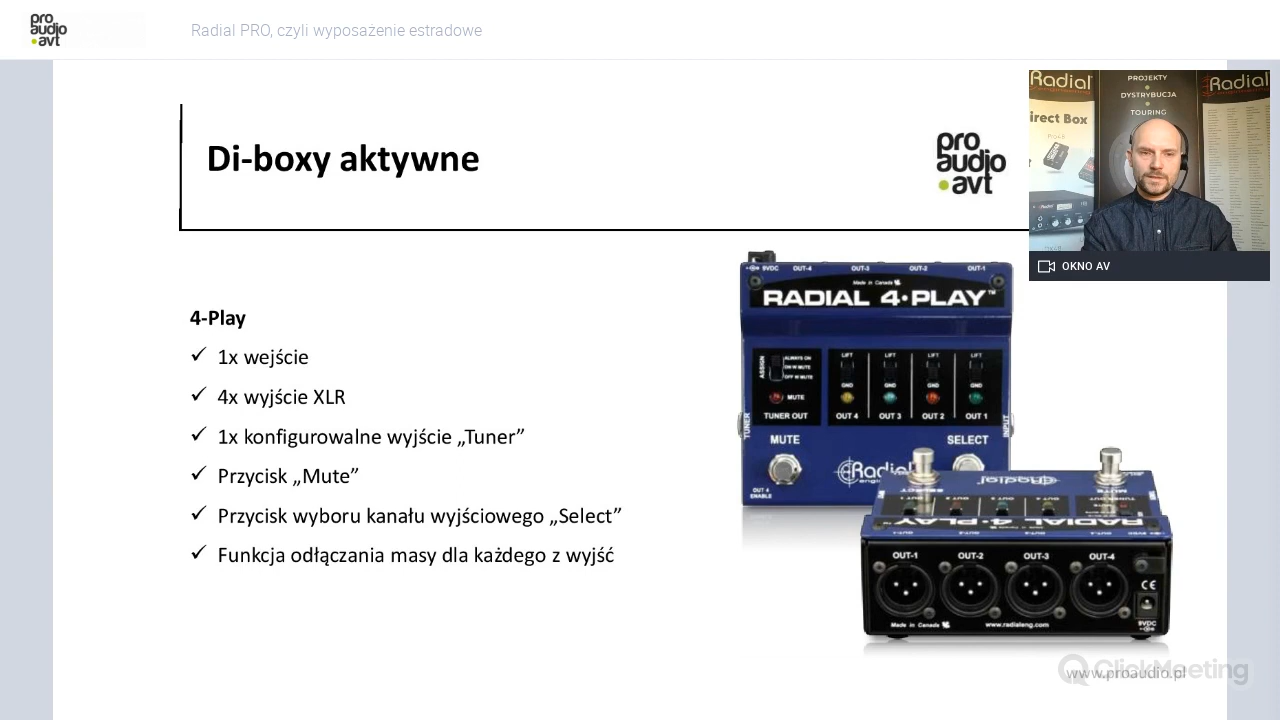 pro
audio
avt
Radial PRO, czyli wyposażenie estradowe
Di-boxy aktywne
pro
audio
avt
Radial
PROJEKTY
DYSTRYBUCJA
TOURING
Radial
irect Box
OKNO AV
4-Play
1x wejście
4x wyjście XLR
1x konfigurowalne wyjście „Tuner”
Przycisk „Mute”
Przycisk wyboru kanału wyjściowego „Select”
Funkcja odłączania masy dla każdego z wyjść
9VDC OUT-4 OUT-3 OUT-2 OUT-1
Made in Canada
RADIAL 4•PLAY™
ASSIGN
ALWAYS ON
ON W MUTE
OFF W MUTE
LIFT LIFT LIFT LIFT
GND GND GND GND
MUTE
TUNER OUT OUT 4 OUT 3 OUT 2 OUT 1
TUNER
INPUT
MUTE SELECT
Radial
OUT 4
ENABLE
Radial
SELECT
MUTE
RADIAL 4•PLAY
OUT-1 OUT-2 OUT-3 OUT-4
CE
9VDC
Made in Canada www.radialeng.com
ClickMeeting
www.proaudio.pl